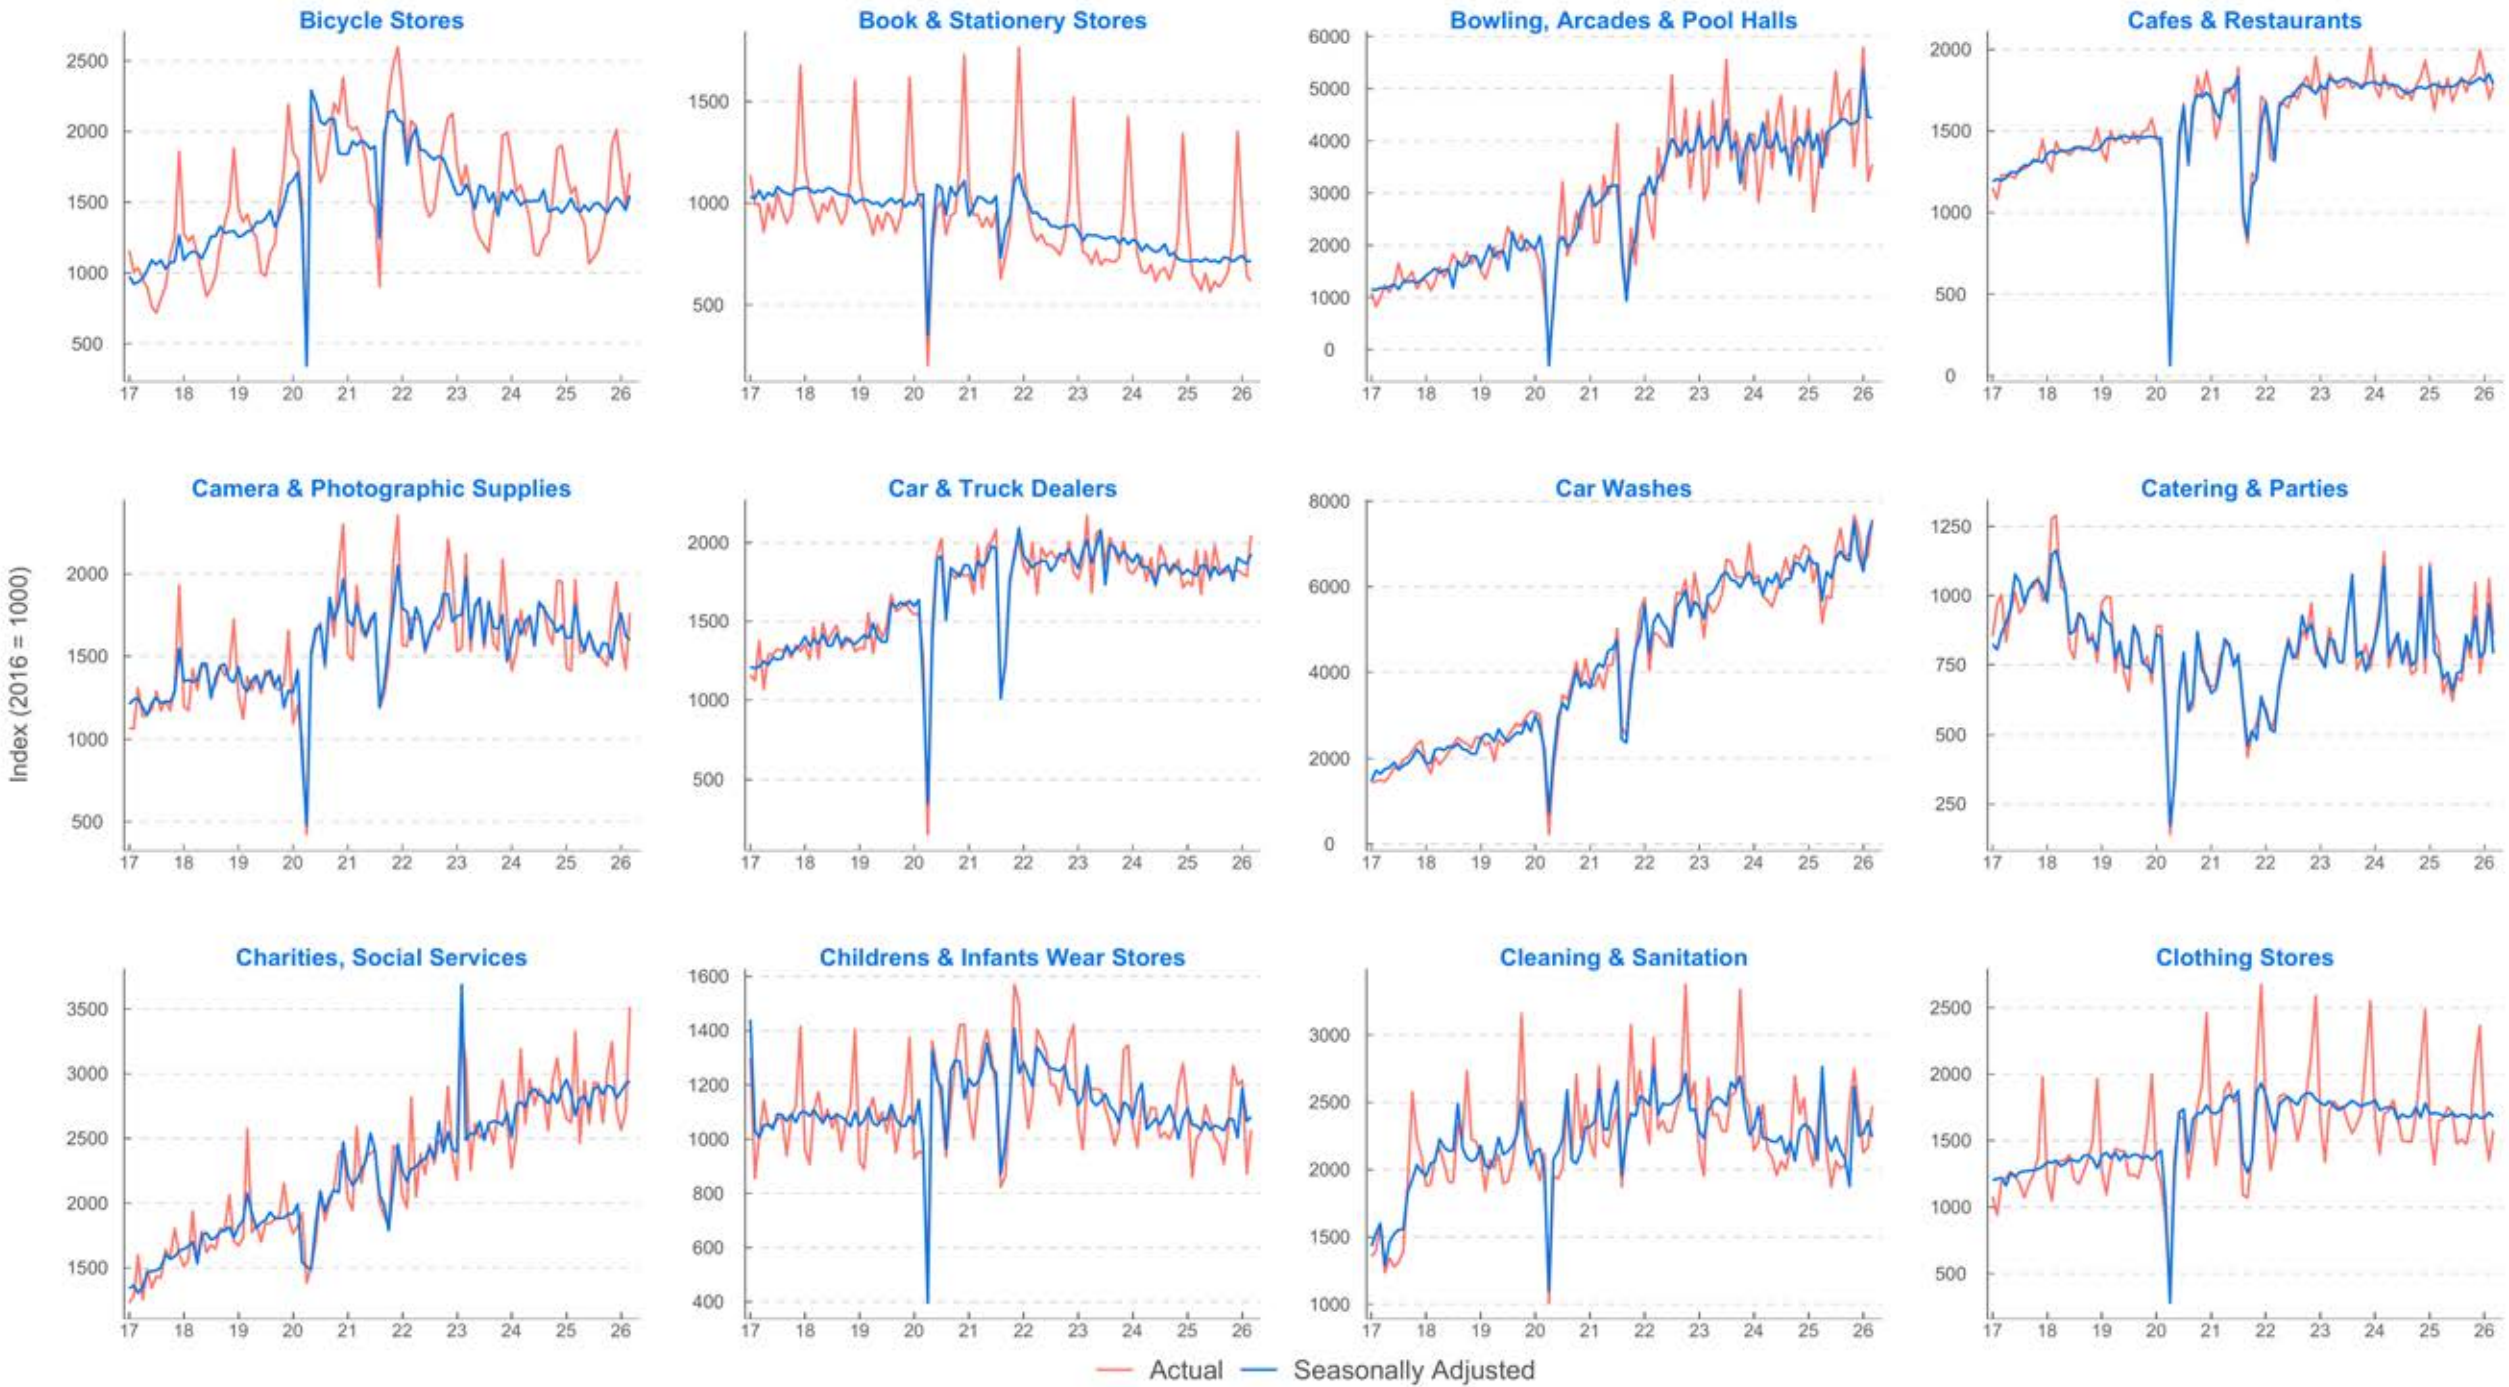 Bicycle Stores
2500
2000
1500
1000
500
17 18 19 20 21 22 23 24 25 26
Book & Stationery Stores
1500
1000
500
17 18 19 20 21 22 23 24 25 26
Bowling, Arcades & Pool Halls
6000
5000
4000
3000
2000
1000
0
17 18 19 20 21 22 23 24 25 26
Cafes & Restaurants
2000
1500
1000
500
0
17 18 19 20 21 22 23 24 25 26
Index (2016 = 1000)
Camera & Photographic Supplies
2000
1500
1000
500
17 18 19 20 21 22 23 24 25 26
Car & Truck Dealers
2000
1500
1000
500
17 18 19 20 21 22 23 24 25 26
Car Washes
8000
6000
4000
2000
0
17 18 19 20 21 22 23 24 25 26
Catering & Parties
1250
1000
750
500
250
17 18 19 20 21 22 23 24 25 26
Charities, Social Services
3500
3000
2500
2000
1500
17 18 19 20 21 22 23 24 25 26
Childrens & Infants Wear Stores
1600
1400
1200
1000
800
600
400
17 18 19 20 21 22 23 24 25 26
Cleaning & Sanitation
3000
2500
2000
1500
1000
17 18 19 20 21 22 23 24 25 26
Clothing Stores
2500
2000
1500
1000
500
17 18 19 20 21 22 23 24 25 26
Actual Seasonally Adjusted